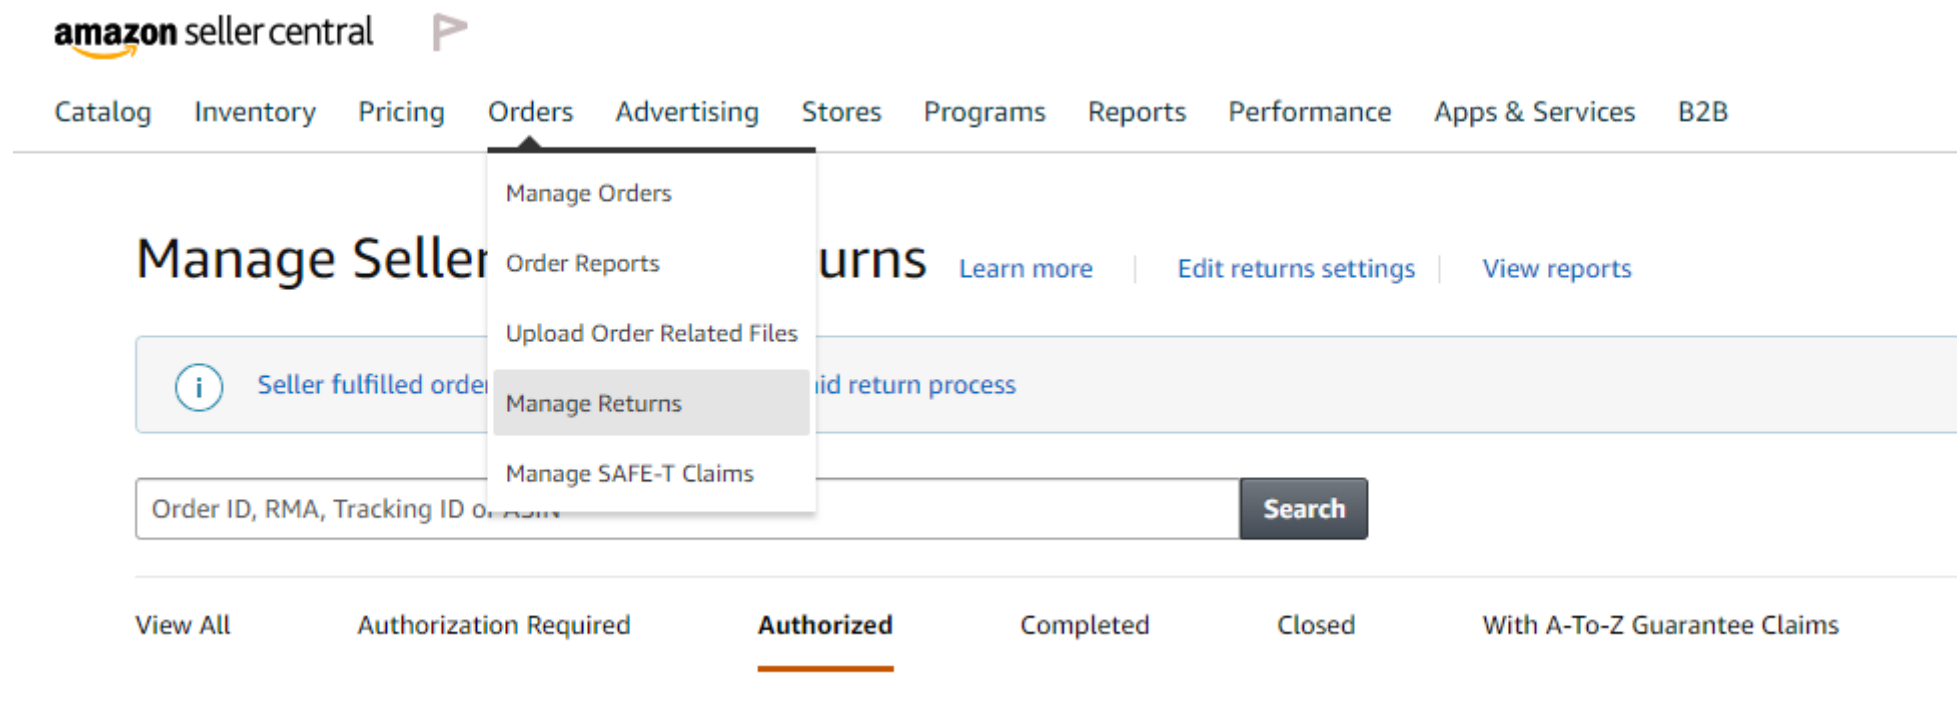 amazon seller central
Catalog Inventory Pricing Orders Advertising Stores Programs Reports Performance Apps & Services B2B
Manage Orders
Manage Seller urns Learn more Edit returns settings View reports
Order Reports
Upload Order Related Files
Seller fulfilled return process
Manage Returns
Manage SAFE-T Claims
Order ID, RMA, Tracking ID or ASIN Search
View All Authorization Required Authorized Completed Closed With A-To-Z Guarantee Claims